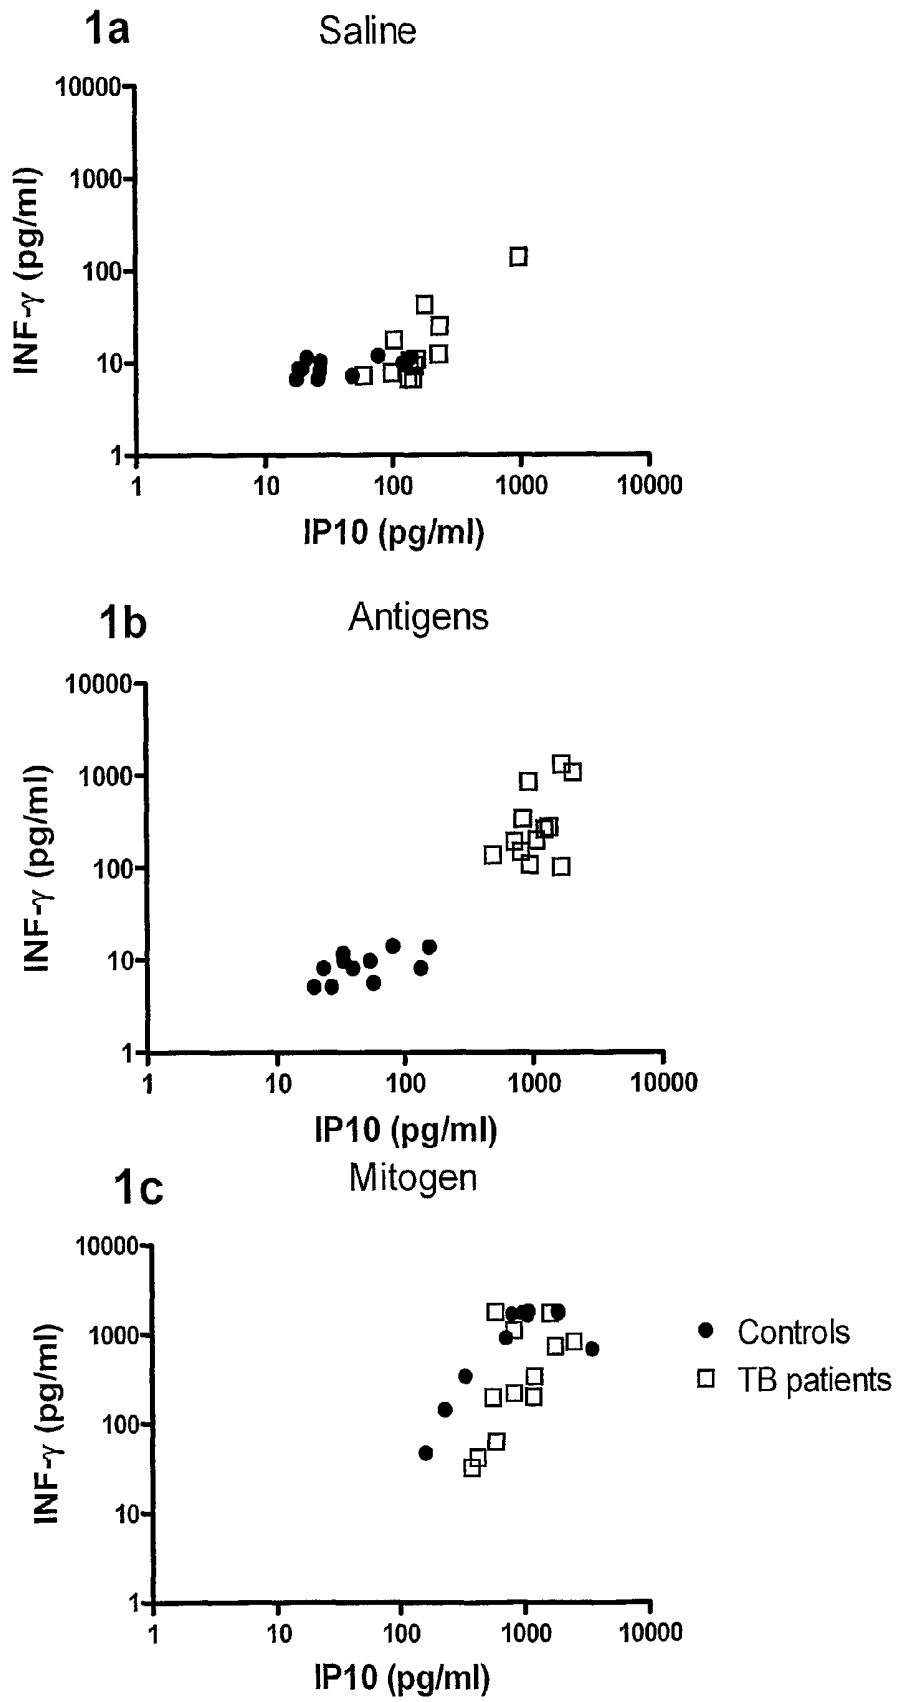 1a Saline
10000
1000
100
10
1
INF-γ (pg/ml)
1 10 100 1000 10000
IP10 (pg/ml)
1b Antigens
10000
1000
100
10
1
INF-γ (pg/ml)
1 10 100 1000 10000
IP10 (pg/ml)
1c Mitogen
10000
1000
100
10
1
INF-γ (pg/ml)
Controls
TB patients
1 10 100 1000 10000
IP10 (pg/ml)